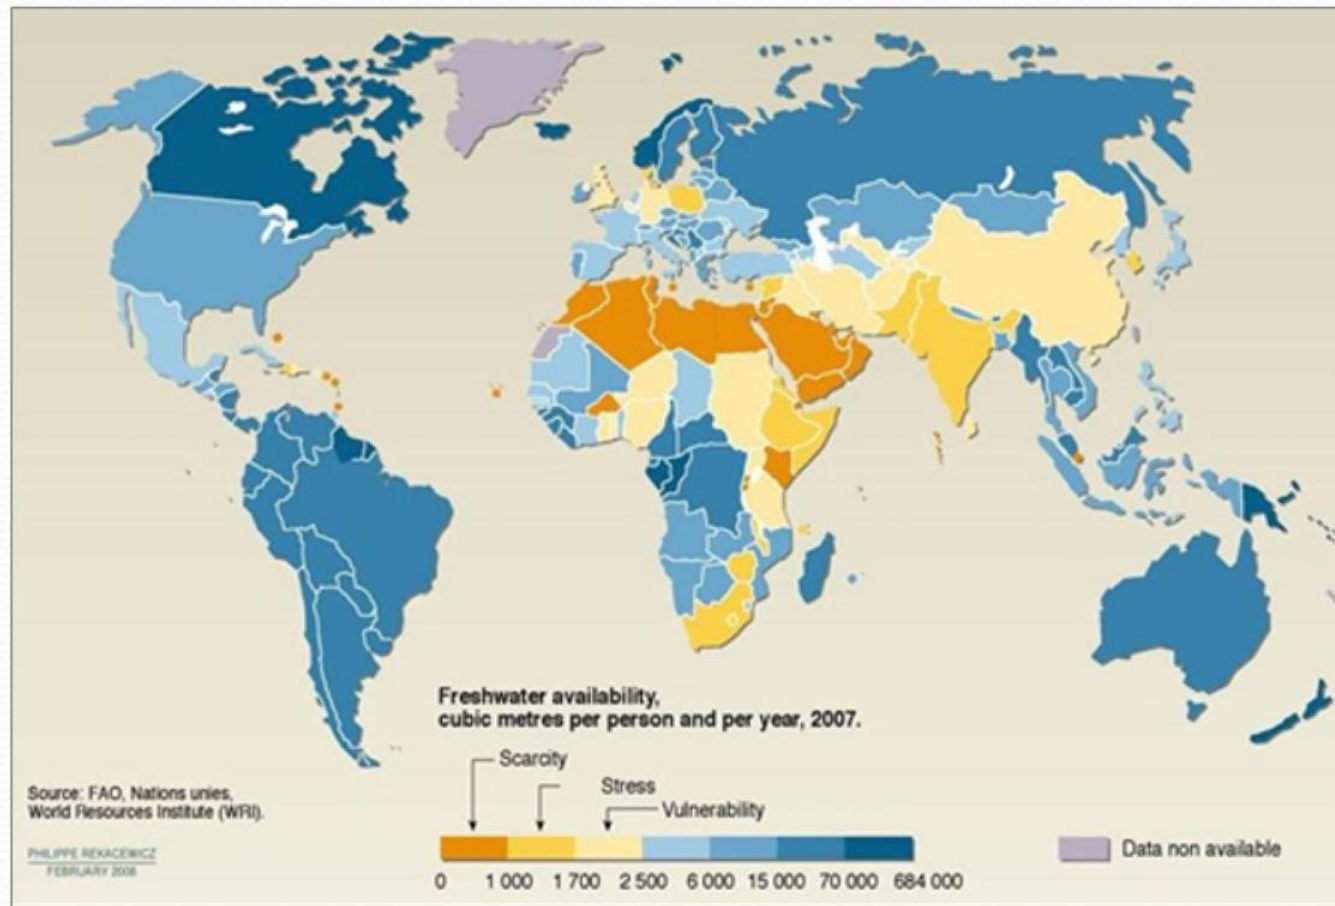 Freshwater availability,
cubic metres per person and per year, 2007.
Scarcity
Stress
Vulnerability
Source: FAO, Nations unies,
World Resources Institute (WRI).
PHILIPPE REKACEWICZ
FEBRUARY 2008
0 1 000 1 700 2 500 6 000 15 000 70 000 684 000
Data non available